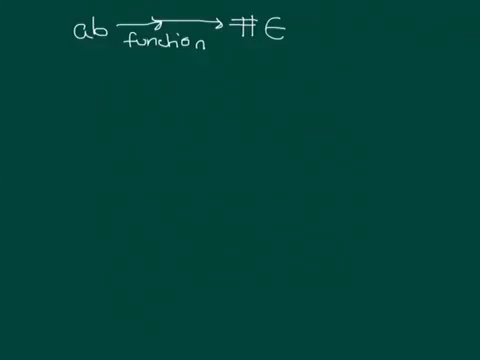 ab → # ∈
function